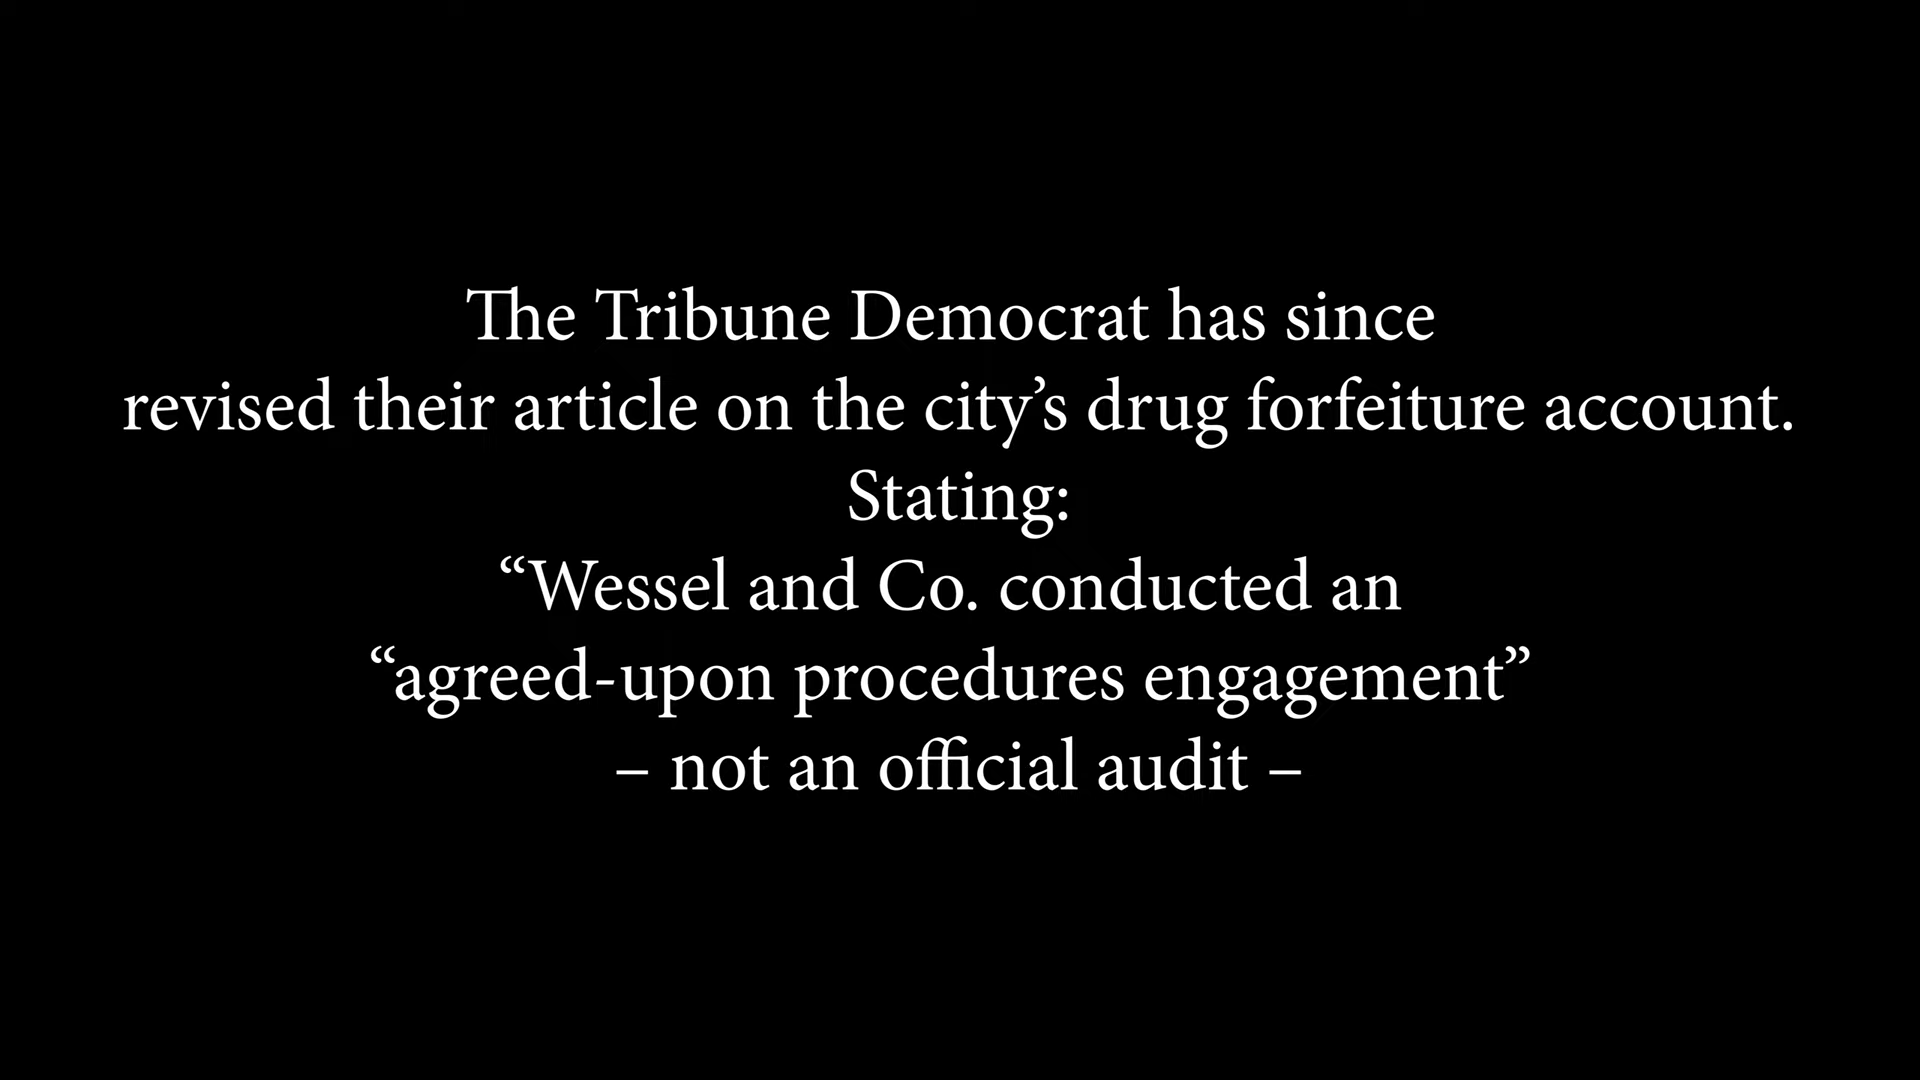 The Tribune Democrat has since
revised their article on the city’s drug forfeiture account.
Stating:
“Wessel and Co. conducted an
“agreed-upon procedures engagement”
– not an official audit –